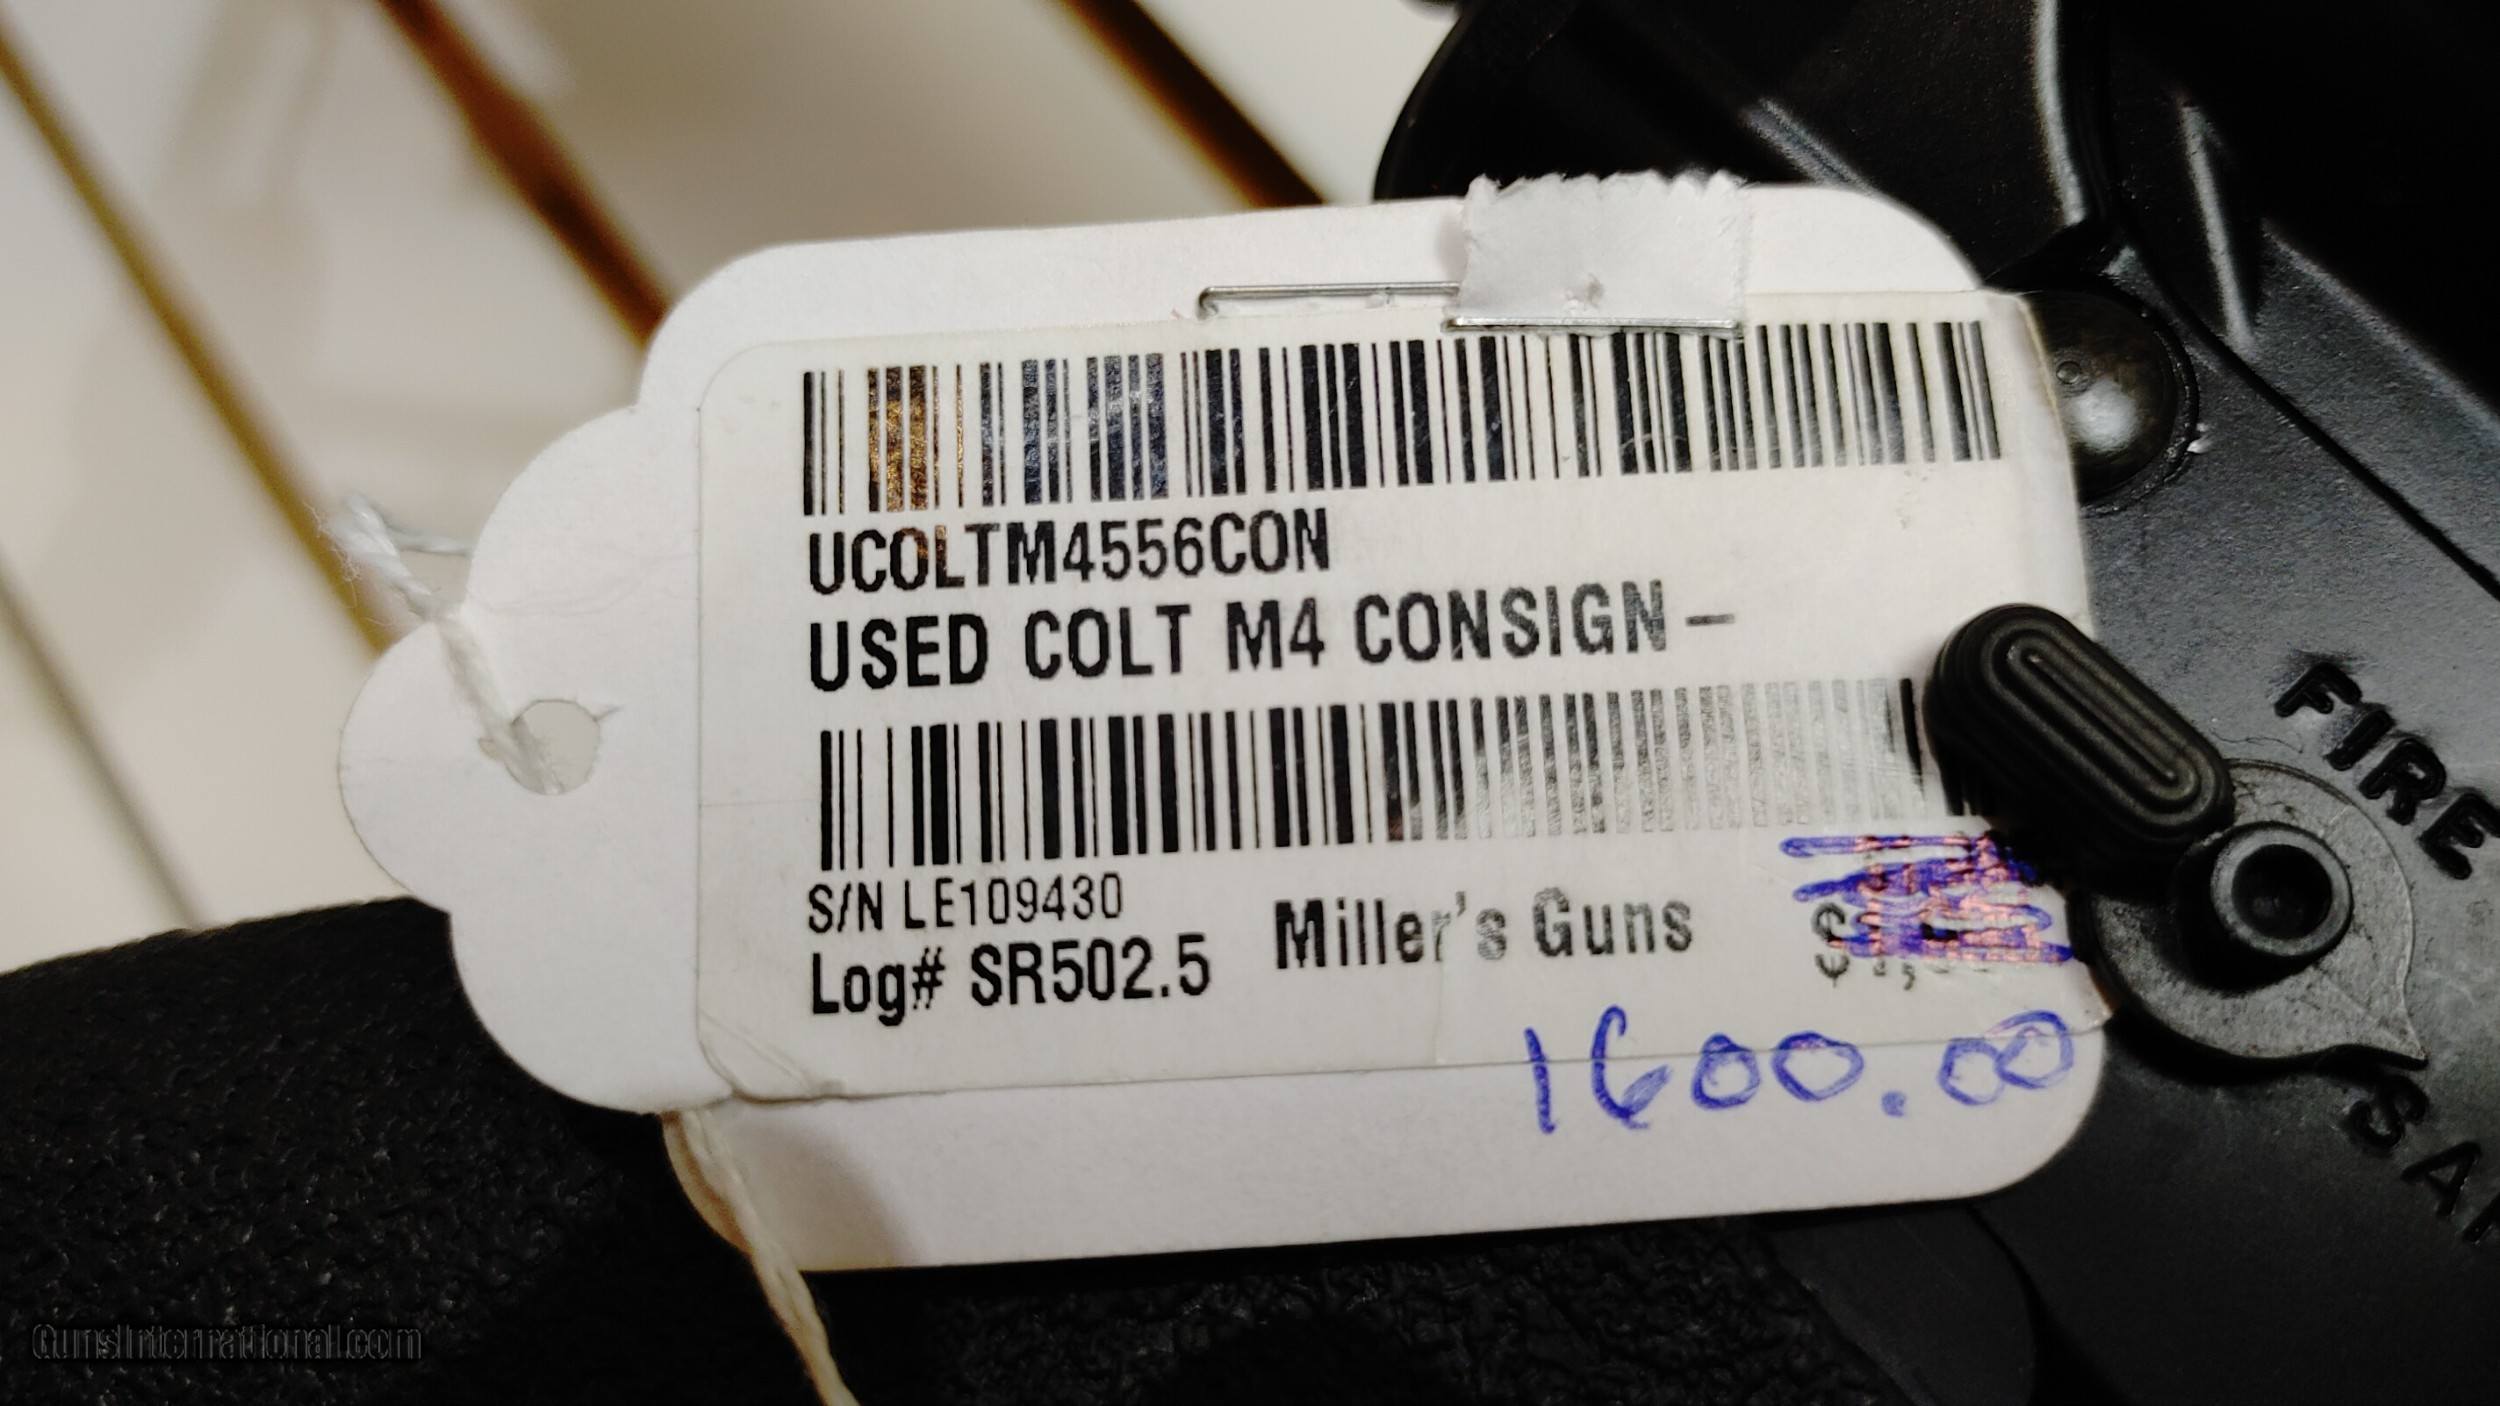 UCOLTM4556CON
USED COLT M4 CONSIGN-
S/N LE109430
Log# SR502.5
Miller's Guns
1600.00
FIRE
GunsInternational.com